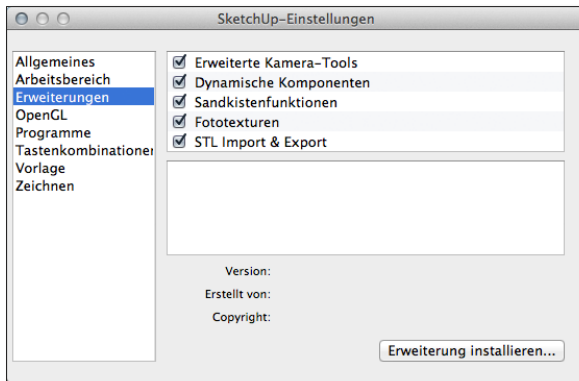 SketchUp-Einstellungen
Allgemeines
Arbeitsbereich
Erweiterungen
OpenGL
Programme
Tastenkombinationen
Vorlage
Zeichnen
Erweiterte Kamera-Tools
Dynamische Komponenten
Sandkistenfunktionen
Fototexturen
STL Import & Export
Version:
Erstellt von:
Copyright:
Erweiterung installieren...